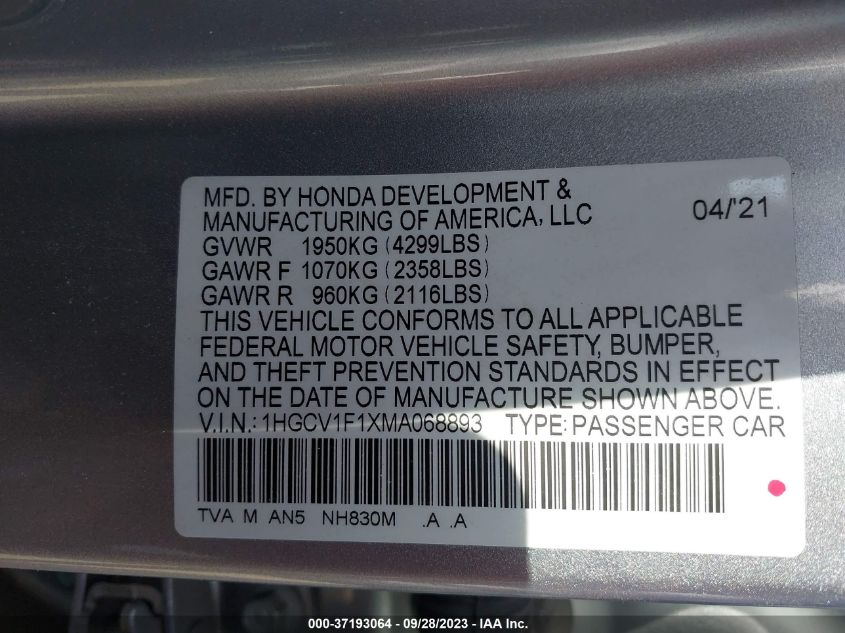 MFD. BY HONDA DEVELOPMENT &
MANUFACTURING OF AMERICA, LLC 04/'21
GVWR 1950KG (4299LBS)
GAWR F 1070KG (2358LBS)
GAWR R 960KG (2116LBS)
THIS VEHICLE CONFORMS TO ALL APPLICABLE
FEDERAL MOTOR VEHICLE SAFETY, BUMPER,
AND THEFT PREVENTION STANDARDS IN EFFECT
ON THE DATE OF MANUFACTURE SHOWN ABOVE.
V.I.N.: 1HGCV1F1XMA068893 TYPE: PASSENGER CAR
TVA M AN5 NH830M .A .A
000-37193064 - 09/28/2023 - © IAA Inc.